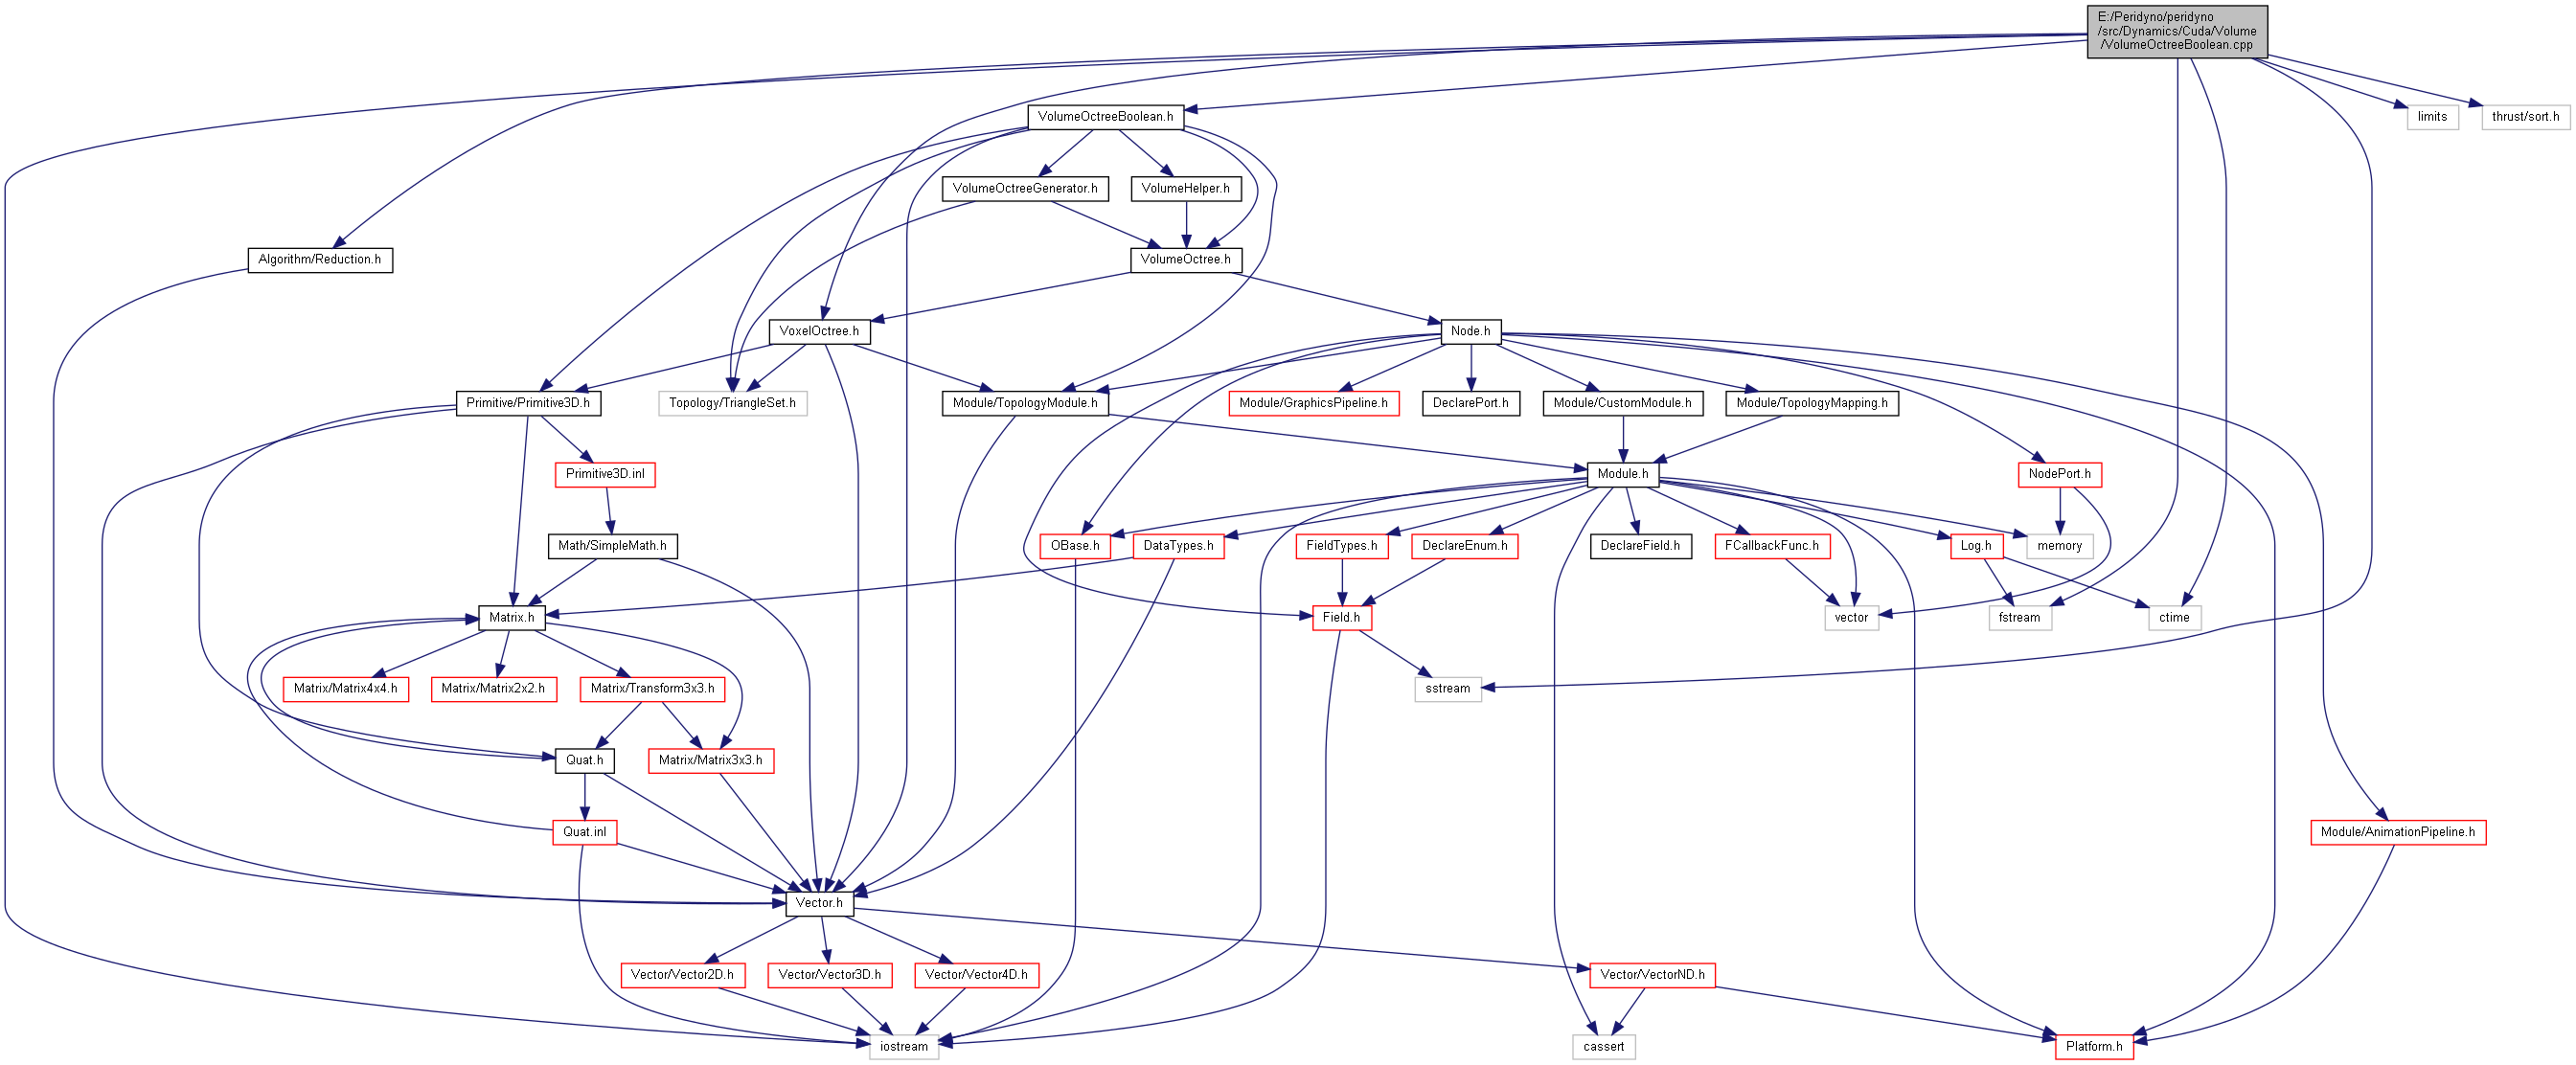 E:/Peridyno/peridyno
/src/Dynamics/Cuda/Volume
/VolumeOctreeBoolean.cpp
VolumeOctreeBoolean.h
limits
thrust/sort.h
VolumeOctreeGenerator.h
VolumeHelper.h
Algorithm/Reduction.h
VolumeOctree.h
VoxelOctree.h
Node.h
Primitive/Primitive3D.h
Topology/TriangleSet.h
Module/TopologyModule.h
Module/GraphicsPipeline.h
DeclarePort.h
Module/CustomModule.h
Module/TopologyMapping.h
Primitive3D.inl
Module.h
NodePort.h
Math/SimpleMath.h
OBase.h
DataTypes.h
FieldTypes.h
DeclareEnum.h
DeclareField.h
FCallbackFunc.h
Log.h
memory
Matrix.h
Field.h
vector
fstream
ctime
Matrix/Matrix4x4.h
Matrix/Matrix2x2.h
Matrix/Transform3x3.h
sstream
Quat.h
Matrix/Matrix3x3.h
Quat.inl
Module/AnimationPipeline.h
Vector.h
Vector/Vector2D.h
Vector/Vector3D.h
Vector/Vector4D.h
Vector/VectorND.h
iostream
cassert
Platform.h